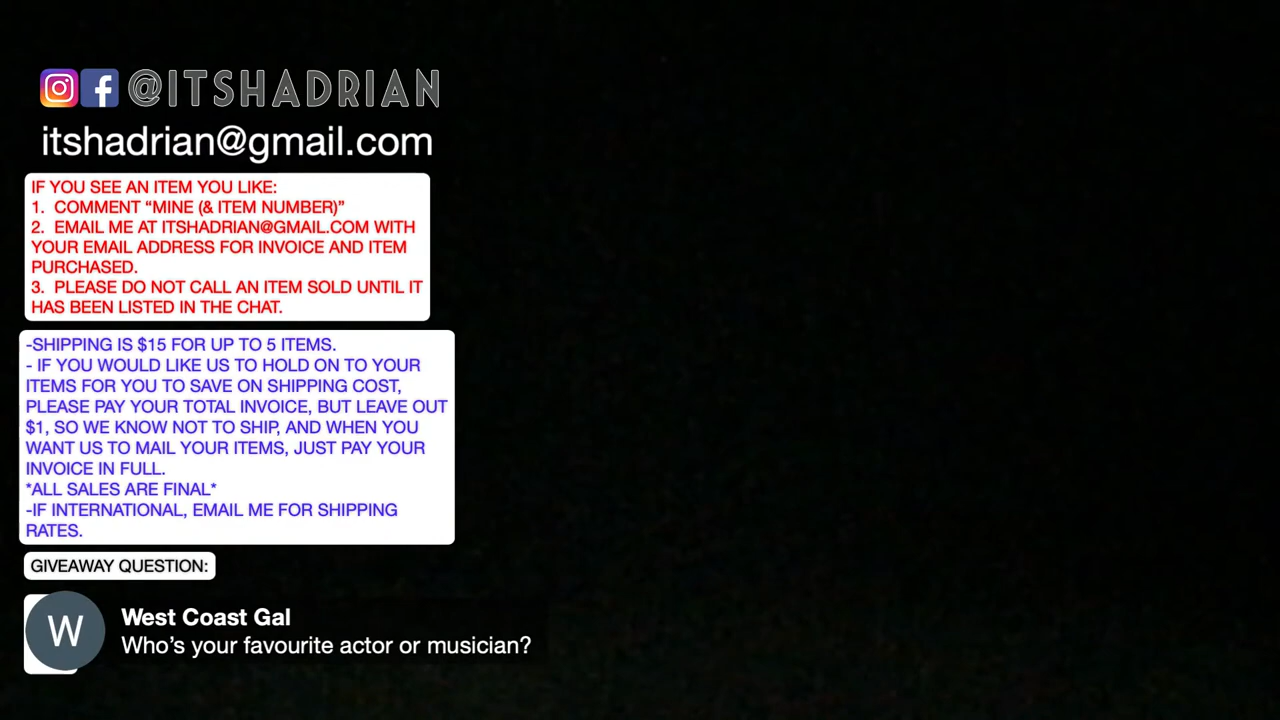 @ITSHADRIAN
itshadrian@gmail.com
IF YOU SEE AN ITEM YOU LIKE:
1. COMMENT “MINE (& ITEM NUMBER)”
2. EMAIL ME AT ITSHADRIAN@GMAIL.COM WITH
YOUR EMAIL ADDRESS FOR INVOICE AND ITEM
PURCHASED.
3. PLEASE DO NOT CALL AN ITEM SOLD UNTIL IT
HAS BEEN LISTED IN THE CHAT.
-SHIPPING IS $15 FOR UP TO 5 ITEMS.
- IF YOU WOULD LIKE US TO HOLD ON TO YOUR
ITEMS FOR YOU TO SAVE ON SHIPPING COST,
PLEASE PAY YOUR TOTAL INVOICE, BUT LEAVE OUT
$1, SO WE KNOW NOT TO SHIP, AND WHEN YOU
WANT US TO MAIL YOUR ITEMS, JUST PAY YOUR
INVOICE IN FULL.
*ALL SALES ARE FINAL*
-IF INTERNATIONAL, EMAIL ME FOR SHIPPING
RATES.
GIVEAWAY QUESTION:
W
West Coast Gal
Who’s your favourite actor or musician?